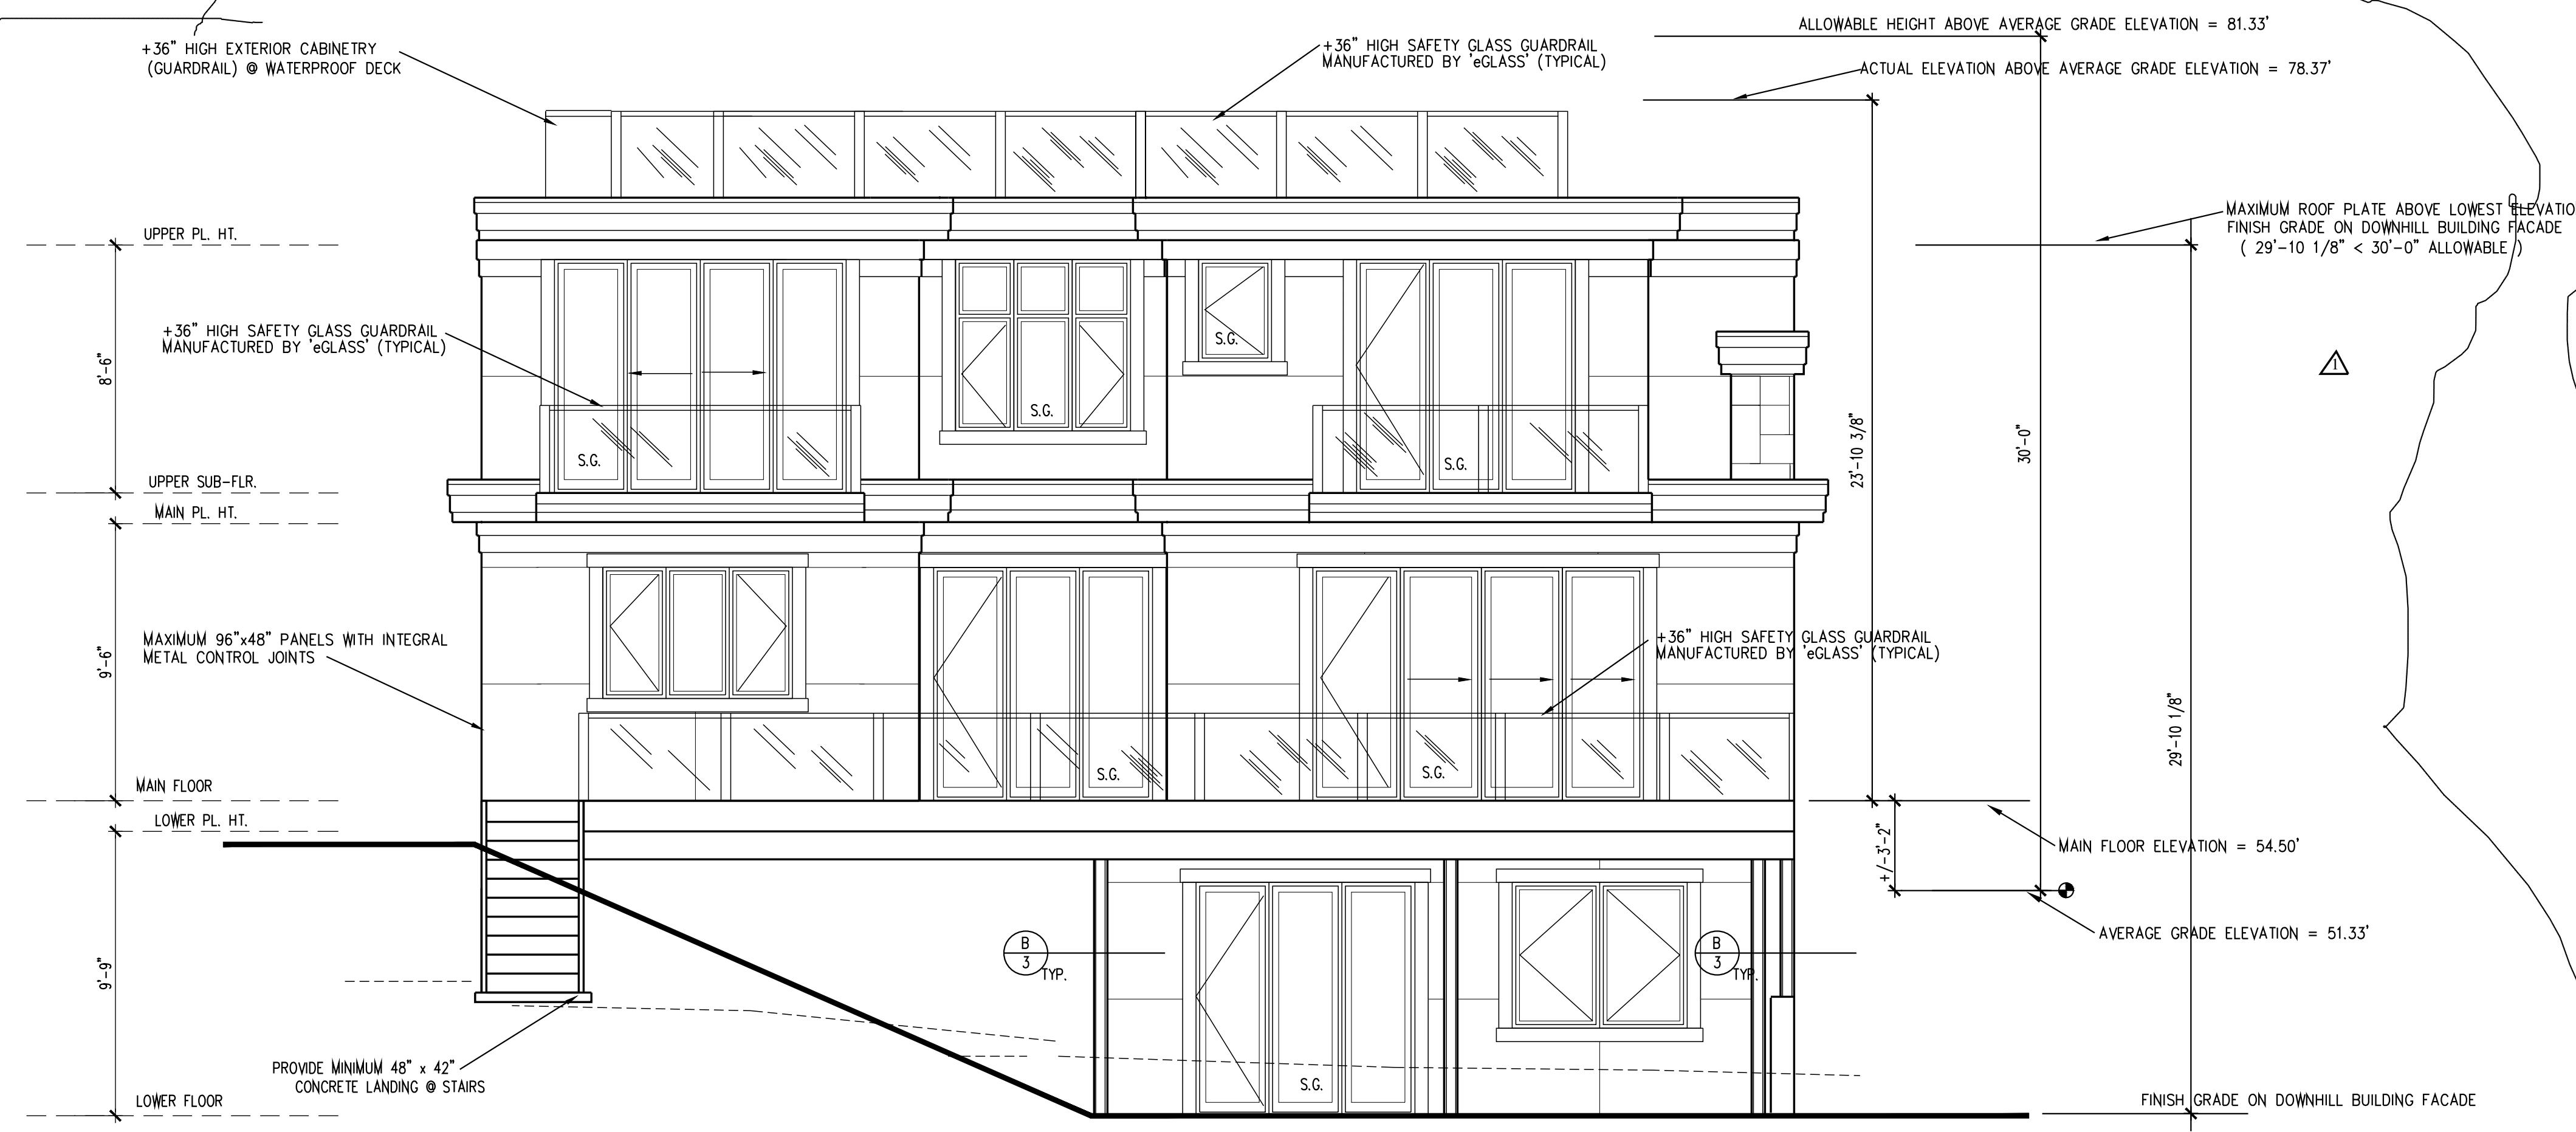 ALLOWABLE HEIGHT ABOVE AVERAGE GRADE ELEVATION = 81.33'
+36" HIGH EXTERIOR CABINETRY
(GUARDRAIL) @ WATERPROOF DECK
+36" HIGH SAFETY GLASS GUARDRAIL
MANUFACTURED BY 'eGLASS' (TYPICAL)
ACTUAL ELEVATION ABOVE AVERAGE GRADE ELEVATION = 78.37'
MAXIMUM ROOF PLATE ABOVE LOWEST ELEVATIO
FINISH GRADE ON DOWNHILL BUILDING FACADE
( 29'-10 1/8" < 30'-0" ALLOWABLE )
UPPER PL. HT.
+36" HIGH SAFETY GLASS GUARDRAIL
MANUFACTURED BY 'eGLASS' (TYPICAL)
8'-6"
S.G.
S.G.
S.G.
S.G.
1
23'-10 3/8"
30'-0"
UPPER SUB-FLR.
MAIN PL. HT.
MAXIMUM 96"x48" PANELS WITH INTEGRAL
METAL CONTROL JOINTS
9'-6"
+36" HIGH SAFETY GLASS GUARDRAIL
MANUFACTURED BY 'eGLASS' (TYPICAL)
29'-10 1/8"
S.G.
S.G.
MAIN FLOOR
LOWER PL. HT.
+/-3'-2"
MAIN FLOOR ELEVATION = 54.50'
AVERAGE GRADE ELEVATION = 51.33'
9'-9"
B
3
TYP.
B
3
TYP.
PROVIDE MINIMUM 48" x 42"
CONCRETE LANDING @ STAIRS
S.G.
LOWER FLOOR
FINISH GRADE ON DOWNHILL BUILDING FACADE